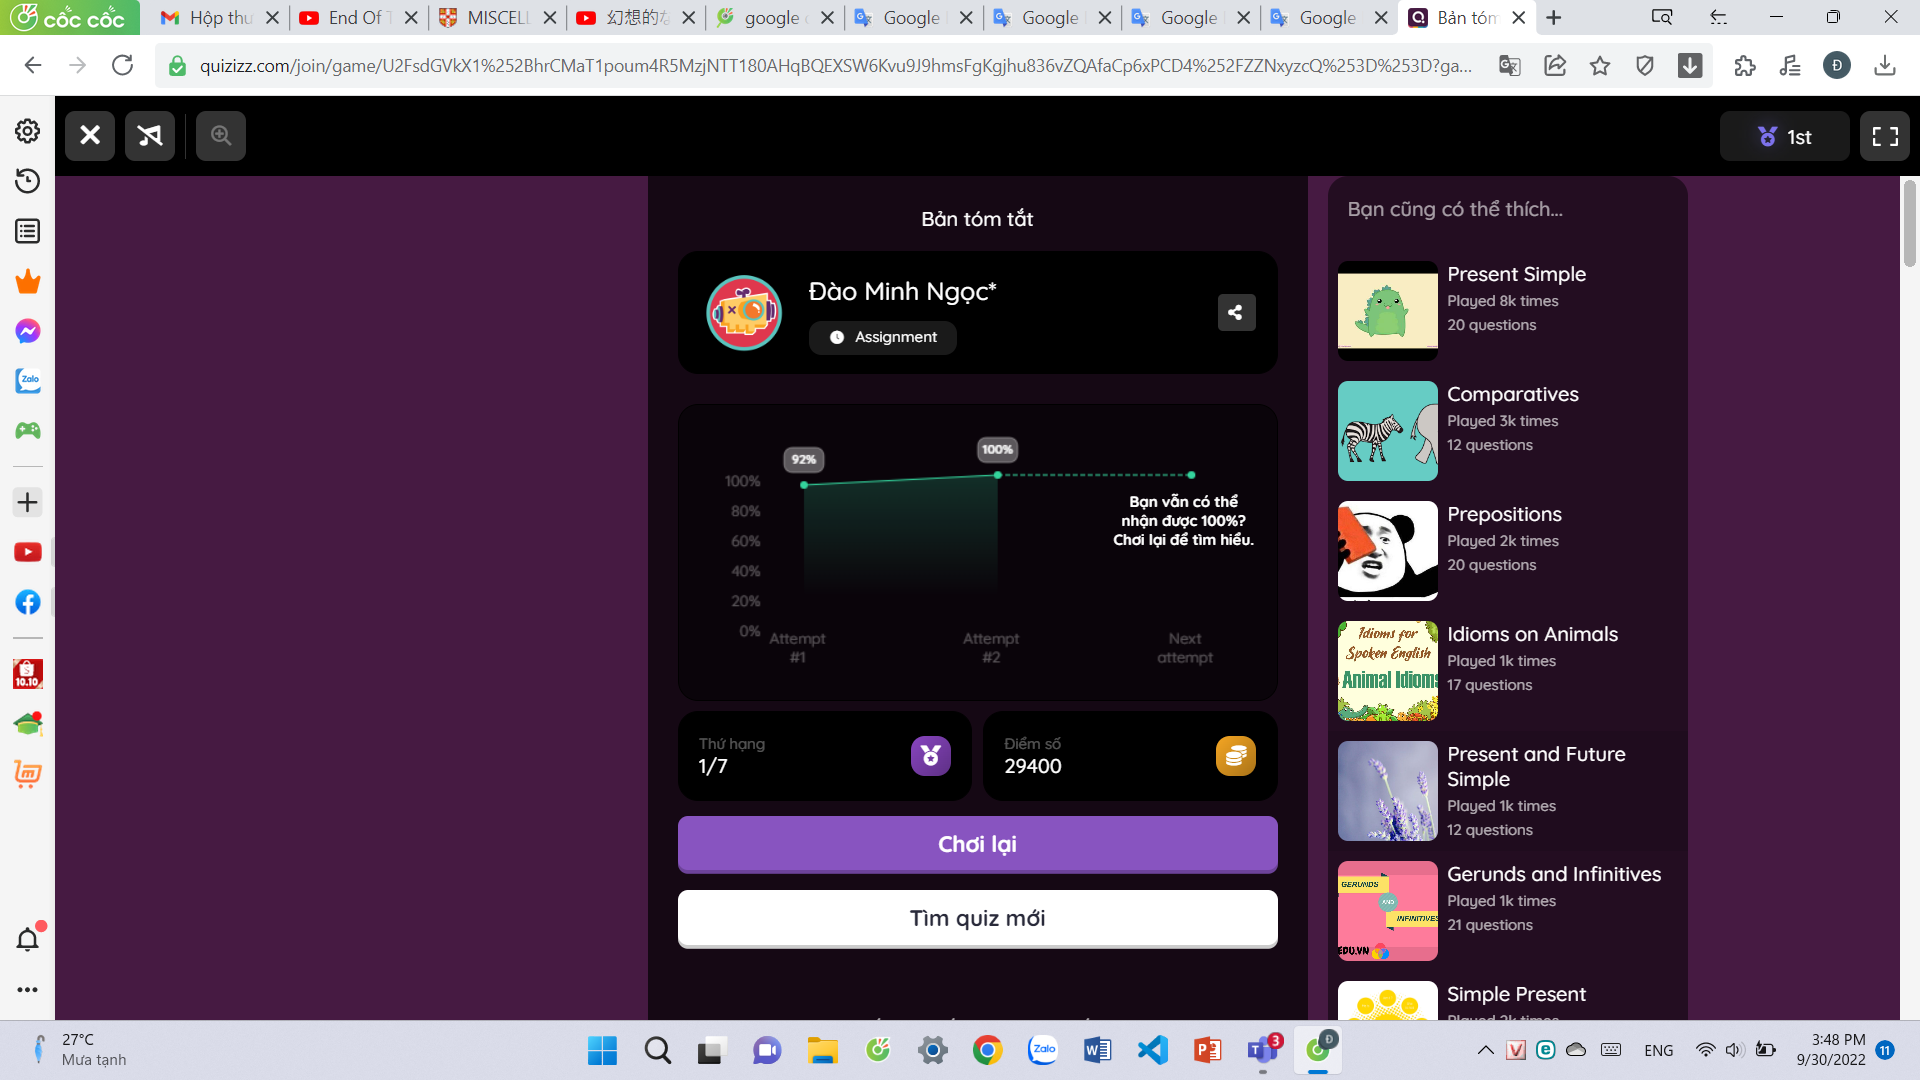 cốc cốc
Hộp thư
End Of T
MISCELL
幻想的な
google d
Google
Google
Google
Google
Bản tóm
quizizz.com/join/game/U2FsdGVkX1%252BhrCMaT1poum4R5MzjNTT180AHqBQEXSW6Kvu9J9hmsFgKgjhu836vZQAfaCp6xPCD4%252FZZNxyzcQ%253D%253D?ga...
Đ
1st
Bản tóm tắt
Đào Minh Ngọc*
Assignment
92%
100%
100%
80%
60%
40%
20%
0%
Bạn vẫn có thể
nhận được 100%?
Chơi lại để tìm hiểu.
Attempt
#1
Attempt
#2
Next
attempt
Thứ hạng
1/7
Điểm số
29400
Chơi lại
Tìm quiz mới
Bạn cũng có thể thích...
Present Simple
Played 8k times
20 questions
Comparatives
Played 3k times
12 questions
Prepositions
Played 2k times
20 questions
Idioms for
Spoken English
Animal Idioms
Idioms on Animals
Played 1k times
17 questions
Present and Future
Simple
Played 1k times
12 questions
GERUNDS
AND
INFINITIVES
EDU.VN
Gerunds and Infinitives
Played 1k times
21 questions
Simple Present
Played 2k times
Zalo
10.10
27°C
Mưa tạnh
Zalo
3
Đ
ENG
3:48 PM
9/30/2022
11